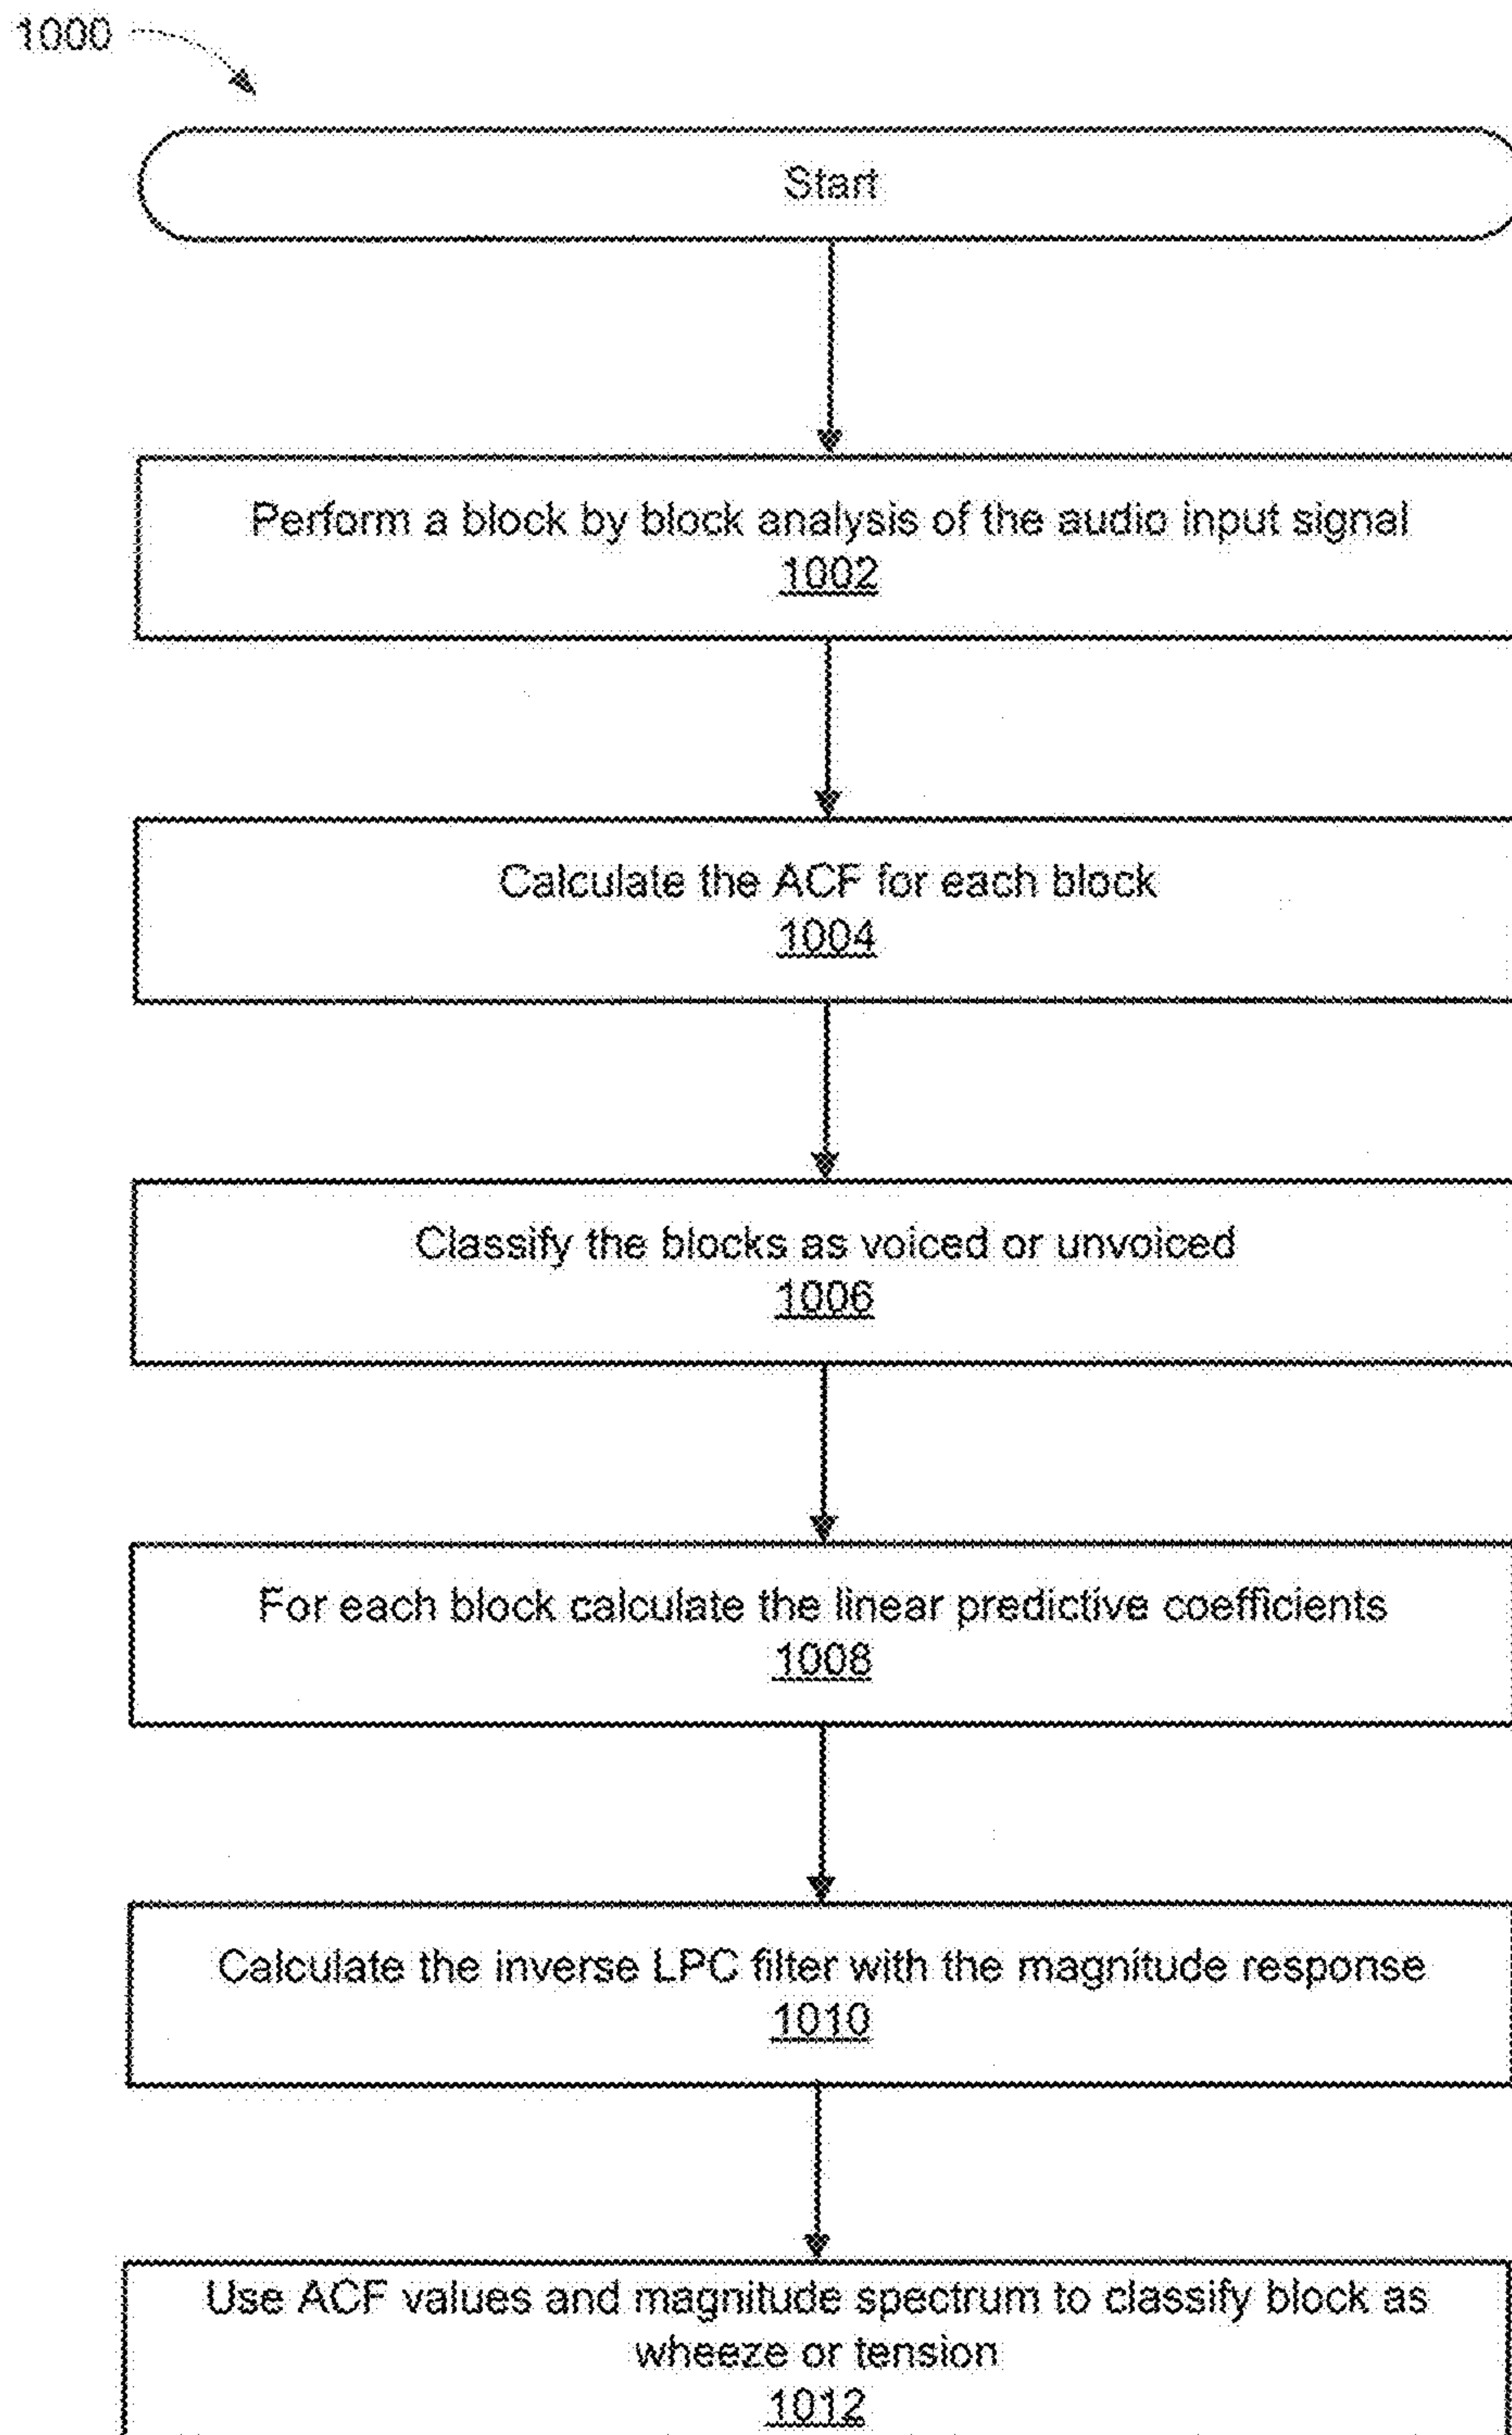 1000
Start
Perform a block by block analysis of the audio input signal
1002
Calculate the ACF for each block
1004
Classify the blocks as voiced or unvoiced
1006
For each block calculate the linear predictive coefficients
1008
Calculate the inverse LPC filter with the magnitude response
1010
Use ACF values and magnitude spectrum to classify block as
wheeze or tension
1012